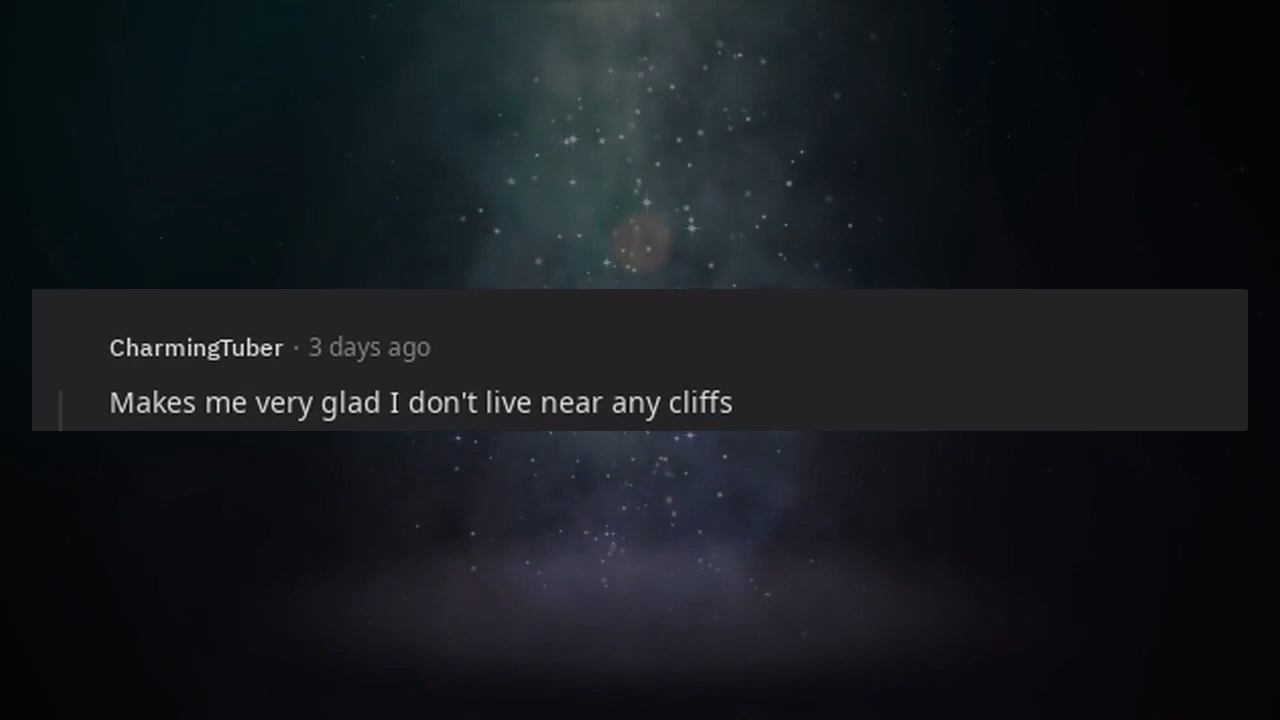 CharmingTuber · 3 days ago
Makes me very glad I don't live near any cliffs